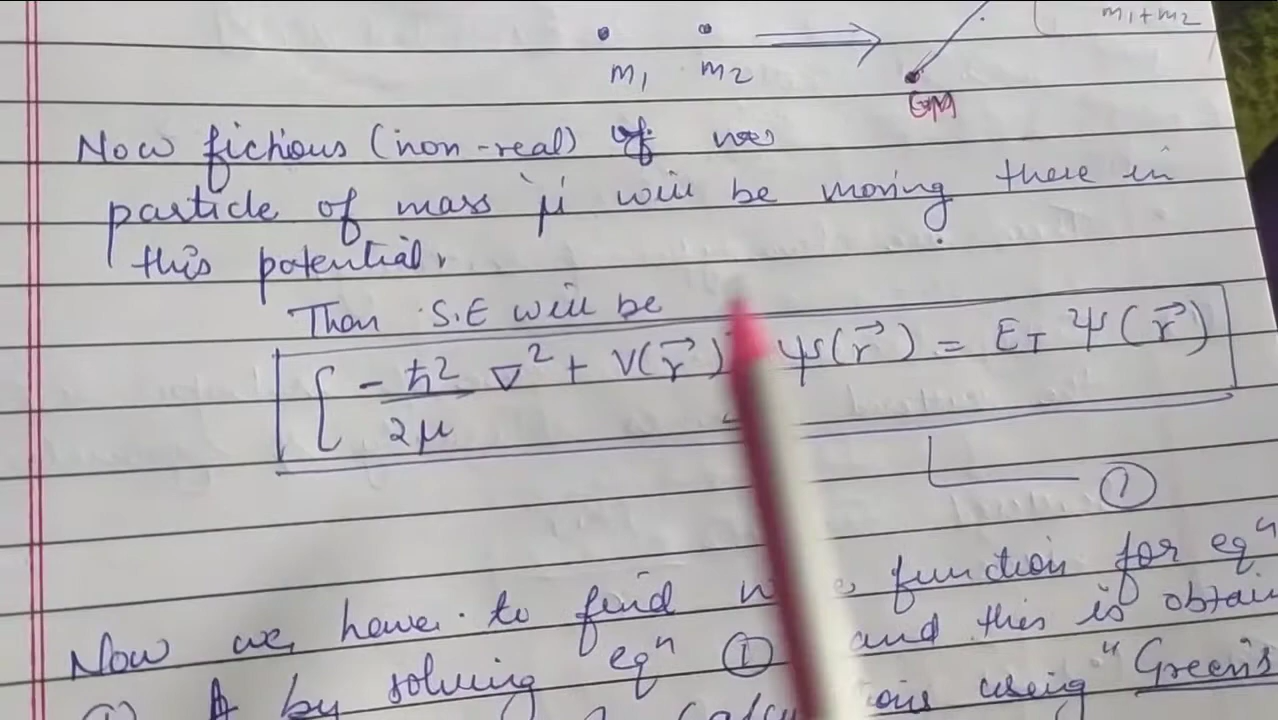 m1+m2
m1 m2
CM
Now fichious (non-real) of
particle of mass 'μ' will be moving there in
this potential.
Then S.E will be
{ -ħ²/2μ ∇² + V(r⃗) ψ(r⃗) = E_T ψ(r⃗)
①
Now we have to find function for eqⁿ
① by solving eqⁿ ① and this is obtain
using "Green's